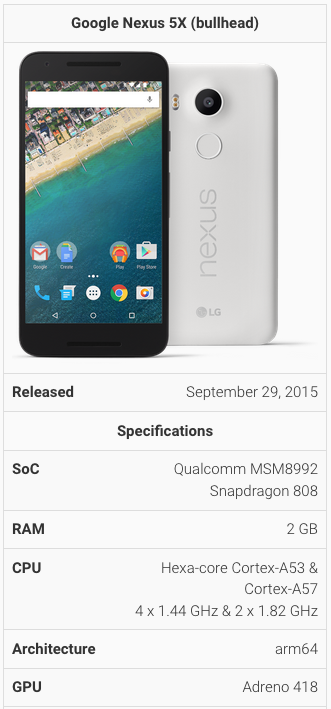 Google Nexus 5X (bullhead)
Google
Create
Play
Play Store
nexus
LG
Released September 29, 2015
Specifications
SoC Qualcomm MSM8992
Snapdragon 808
RAM 2 GB
CPU Hexa-core Cortex-A53 &
Cortex-A57
4 x 1.44 GHz & 2 x 1.82 GHz
Architecture arm64
GPU Adreno 418